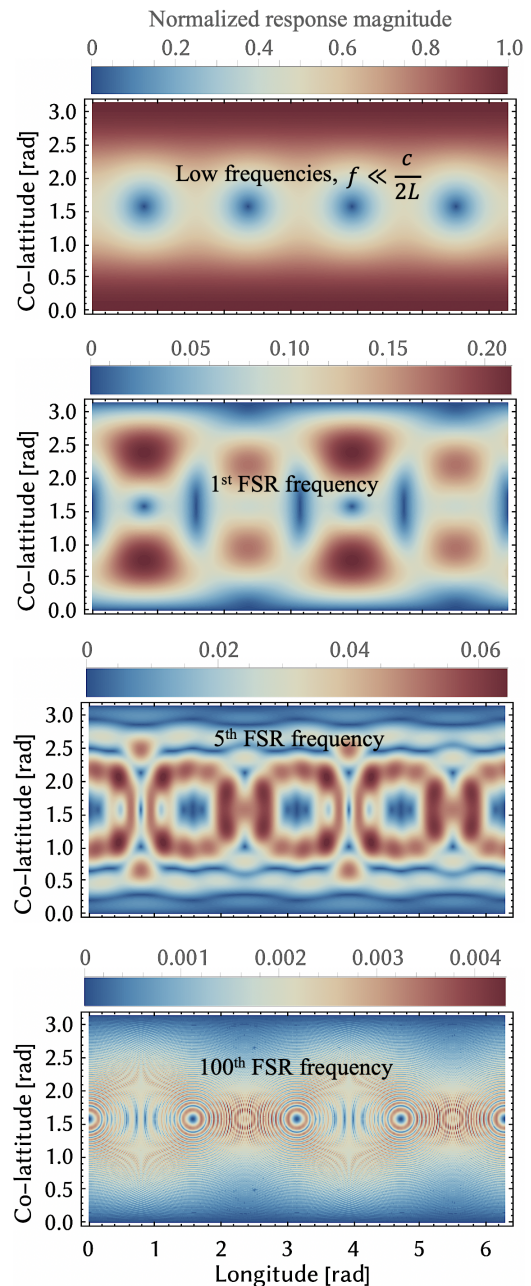 Normalized response magnitude
0 0.2 0.4 0.6 0.8 1.0
Co-lattitude [rad]
3.0
2.5
2.0
1.5
1.0
0.5
0.0
Low frequencies, f ≪ c/2L
0 0.05 0.10 0.15 0.20
Co-lattitude [rad]
3.0
2.5
2.0
1.5
1.0
0.5
0.0
1st FSR frequency
0 0.02 0.04 0.06
Co-lattitude [rad]
3.0
2.5
2.0
1.5
1.0
0.5
0.0
5th FSR frequency
0 0.001 0.002 0.003 0.004
Co-lattitude [rad]
3.0
2.5
2.0
1.5
1.0
0.5
0.0
100th FSR frequency
0 1 2 3 4 5 6
Longitude [rad]